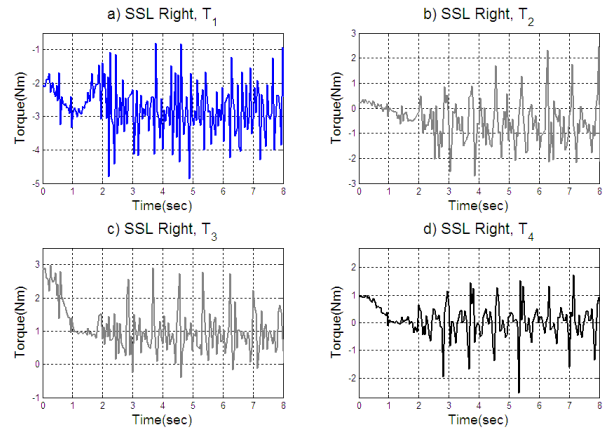 a) SSL Right, T1
Torque(Nm)
-1
-2
-3
-4
-5
0 1 2 3 4 5 6 7 8
Time(sec)
b) SSL Right, T2
Torque(Nm)
3
2
1
0
-1
-2
-3
0 1 2 3 4 5 6 7 8
Time(sec)
c) SSL Right, T3
Torque(Nm)
3
2
1
0
-1
0 1 2 3 4 5 6 7 8
Time(sec)
d) SSL Right, T4
Torque(Nm)
2
1
0
-1
-2
0 1 2 3 4 5 6 7 8
Time(sec)